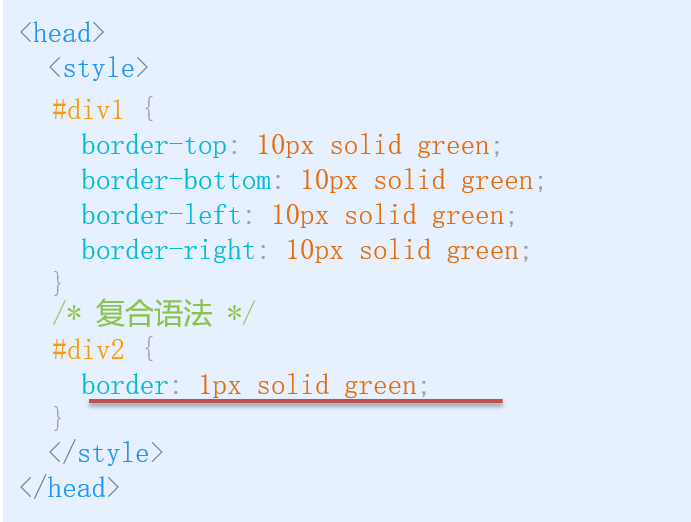 <head>
<style>
#div1 {
border-top: 10px solid green;
border-bottom: 10px solid green;
border-left: 10px solid green;
border-right: 10px solid green;
}
/* 复合语法 */
#div2 {
border: 1px solid green;
}
</style>
</head>